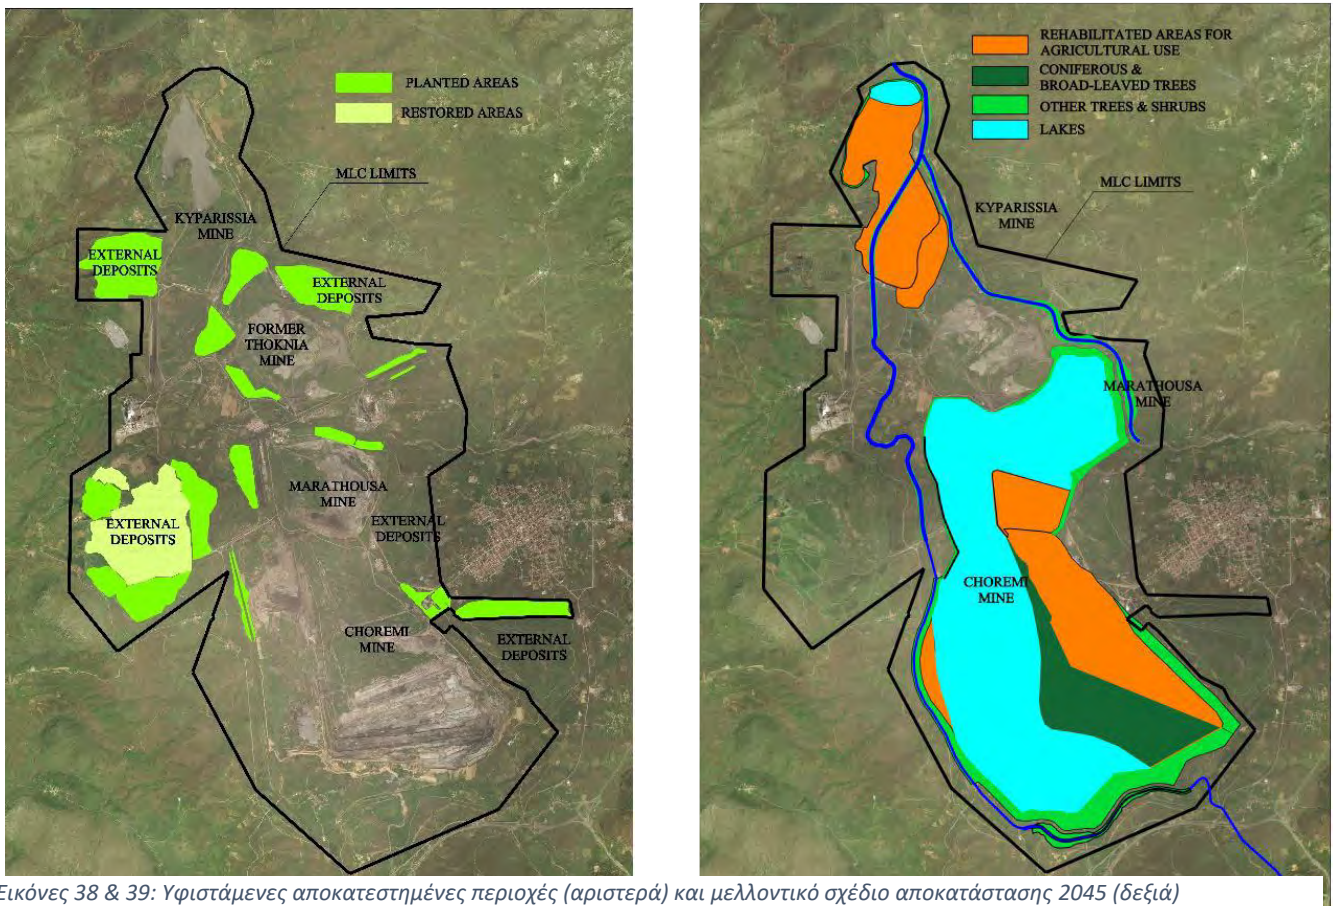 PLANTED AREAS
RESTORED AREAS
MLC LIMITS
KYPARISSIA
MINE
EXTERNAL
DEPOSITS
EXTERNAL
DEPOSITS
FORMER
THOKNIA
MINE
MARATHOUSA
MINE
EXTERNAL
DEPOSITS
EXTERNAL
DEPOSITS
CHOREMI
MINE
EXTERNAL
DEPOSITS
REHABILITATED AREAS FOR
AGRICULTURAL USE
CONIFEROUS &
BROAD-LEAVED TREES
OTHER TREES & SHRUBS
LAKES
MLC LIMITS
KYPARISSIA
MINE
MARATHOUSA
MINE
CHOREMI
MINE
Εικόνες 38 & 39: Υφιστάμενες αποκατεστημένες περιοχές (αριστερά) και μελλοντικό σχέδιο αποκατάστασης 2045 (δεξιά)